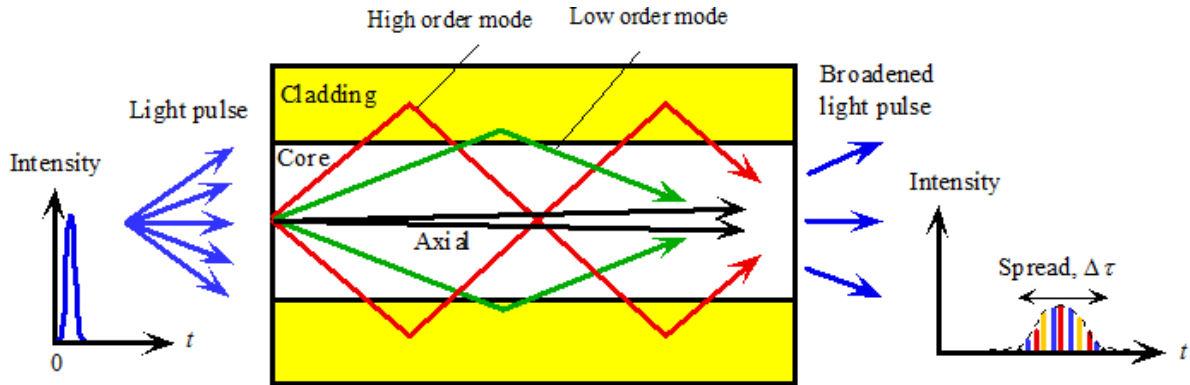 High order mode
Low order mode
Light pulse
Cladding
Broadened
light pulse
Intensity
Core
Axial
t
0
Intensity
Spread, Δτ
t